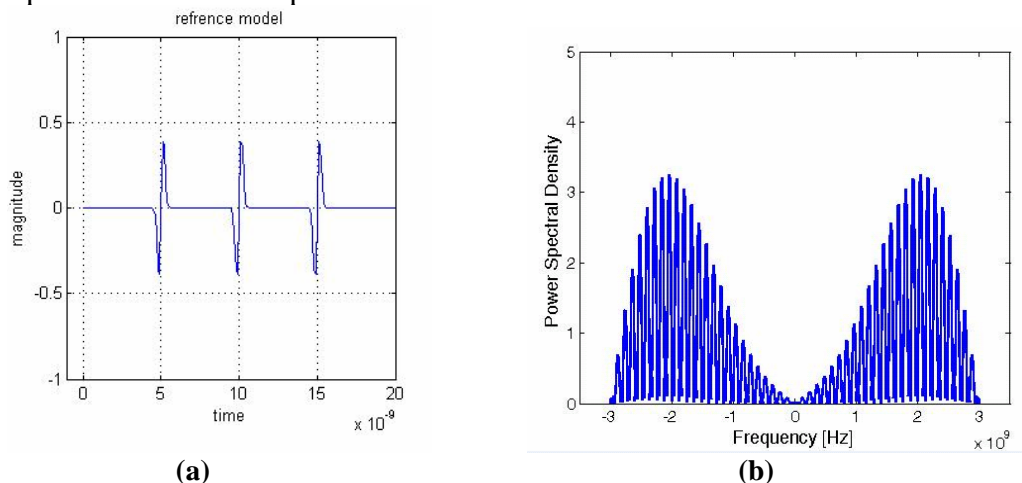 refrence model
1
0.5
0
-0.5
-1
magnitude
0
5
10
15
20
time
x 10^-9
(a)
5
4
3
2
1
0
Power Spectral Density
-3
-2
-1
0
1
2
3
Frequency [Hz]
x 10^9
(b)